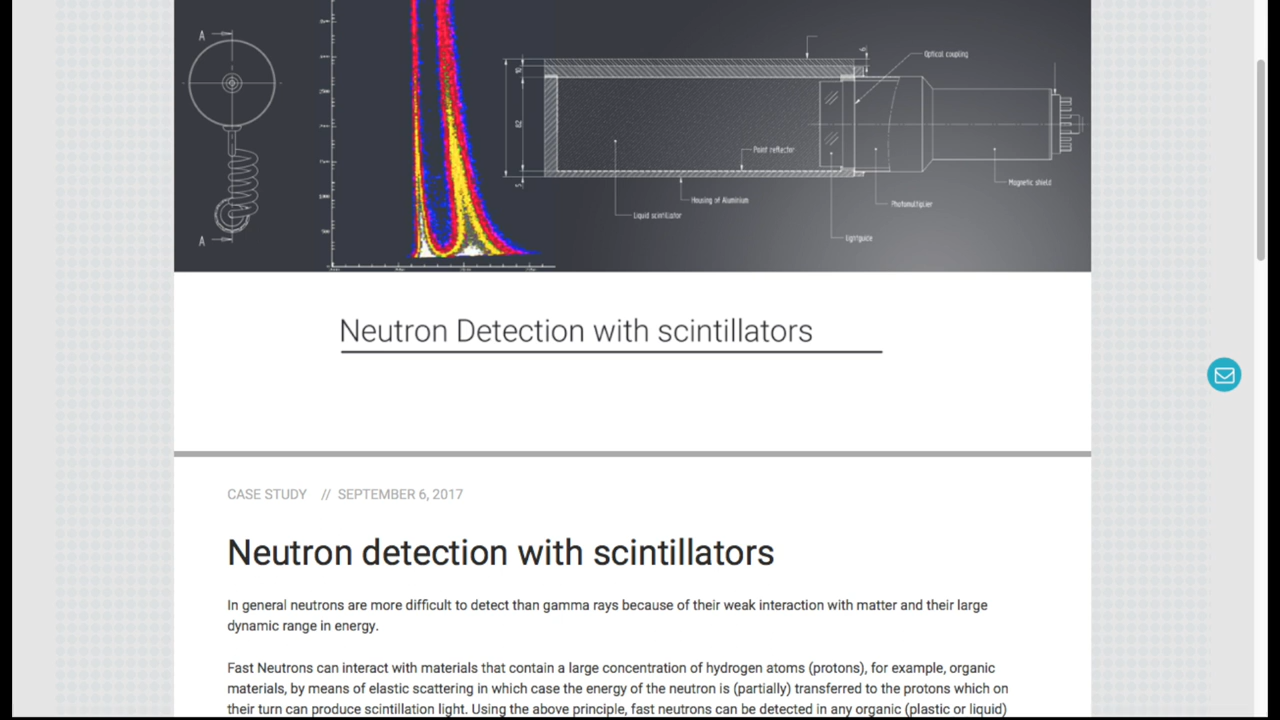 A
Optical coupling
10
82
Paint reflector
Magnetic shield
5
Housing of Aluminium
Photomultiplier
Liquid scintillator
Lightguide
A
Neutron Detection with scintillators
CASE STUDY // SEPTEMBER 6, 2017
Neutron detection with scintillators
In general neutrons are more difficult to detect than gamma rays because of their weak interaction with matter and their large
dynamic range in energy.
Fast Neutrons can interact with materials that contain a large concentration of hydrogen atoms (protons), for example, organic
materials, by means of elastic scattering in which case the energy of the neutron is (partially) transferred to the protons which on
their turn can produce scintillation light. Using the above principle, fast neutrons can be detected in any organic (plastic or liquid)